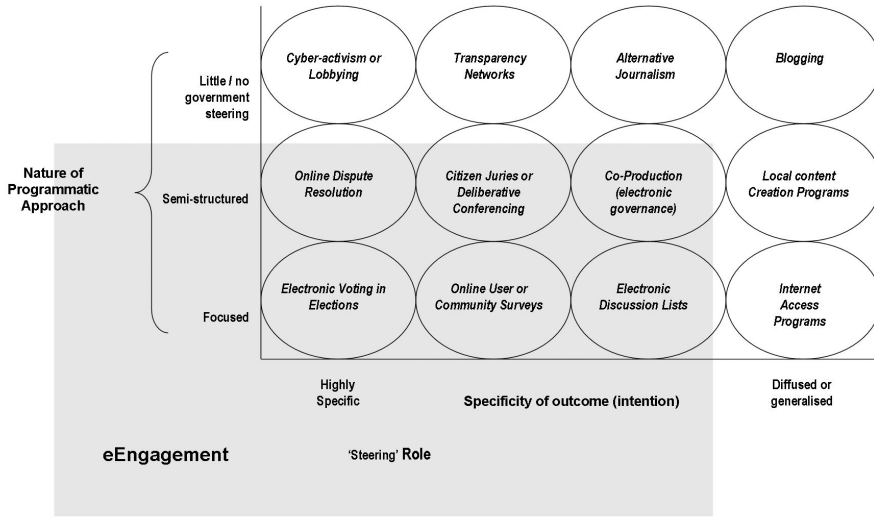 Cyber-activism or
Lobbying
Transparency
Networks
Alternative
Journalism
Blogging
Little / no
government
steering
Nature of
Programmatic
Approach
Semi-structured
Online Dispute
Resolution
Citizen Juries or
Deliberative
Conferencing
Co-Production
(electronic
governance)
Local content
Creation Programs
Focused
Electronic Voting in
Elections
Online User or
Community Surveys
Electronic
Discussion Lists
Internet
Access
Programs
Highly
Specific
Specificity of outcome (intention)
Diffused or
generalised
eEngagement
‘Steering’ Role